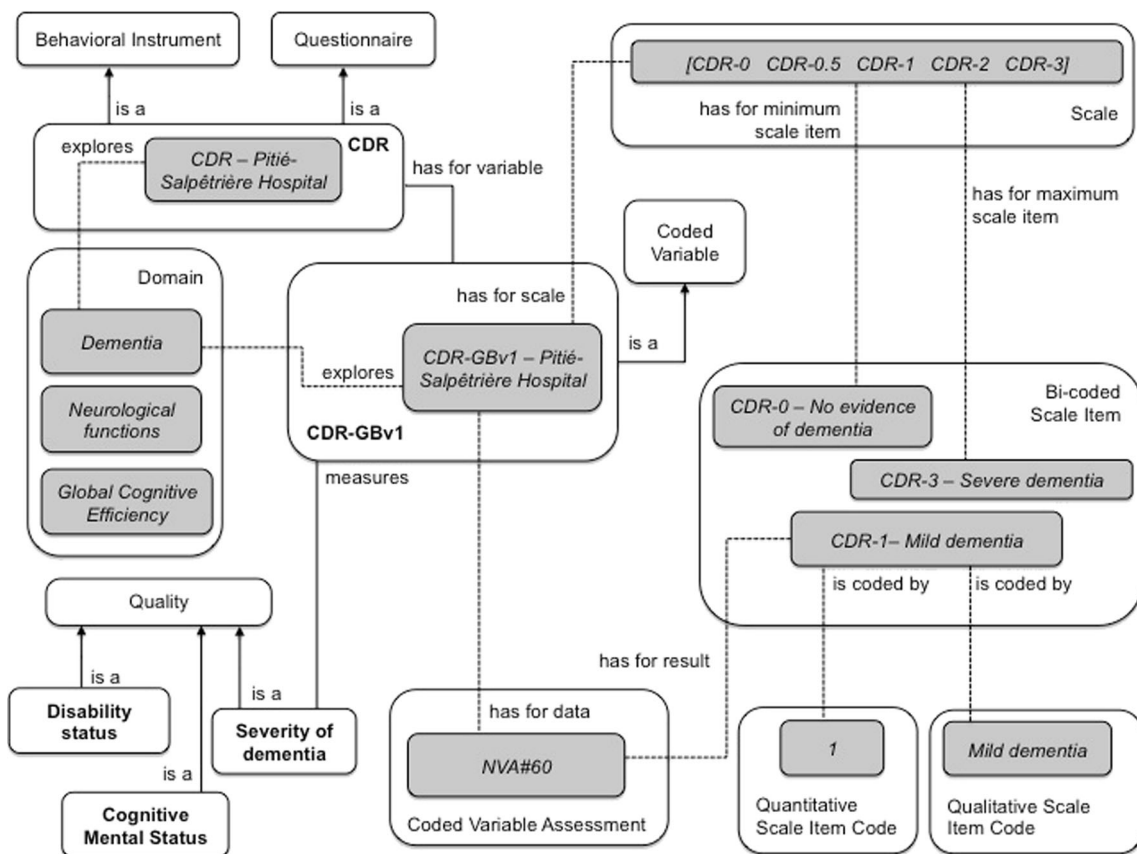 Behavioral Instrument
Questionnaire
[CDR-0 CDR-0.5 CDR-1 CDR-2 CDR-3]
Scale
is a
is a
has for minimum
scale item
explores
CDR
CDR – Pitié-
Salpêtrière Hospital
has for variable
has for maximum
scale item
Coded
Variable
Domain
has for scale
Dementia
is a
CDR-GBv1 – Pitié-
Salpêtrière Hospital
explores
Bi-coded
Scale Item
Neurological
functions
CDR-0 – No evidence
of dementia
CDR-GBv1
measures
Global Cognitive
Efficiency
CDR-3 – Severe dementia
CDR-1– Mild dementia
is coded by
is coded by
Quality
has for result
is a
is a
Disability
status
Severity of
dementia
has for data
is a
NVA#60
1
Mild dementia
Cognitive
Mental Status
Coded Variable Assessment
Quantitative
Scale Item Code
Qualitative Scale
Item Code